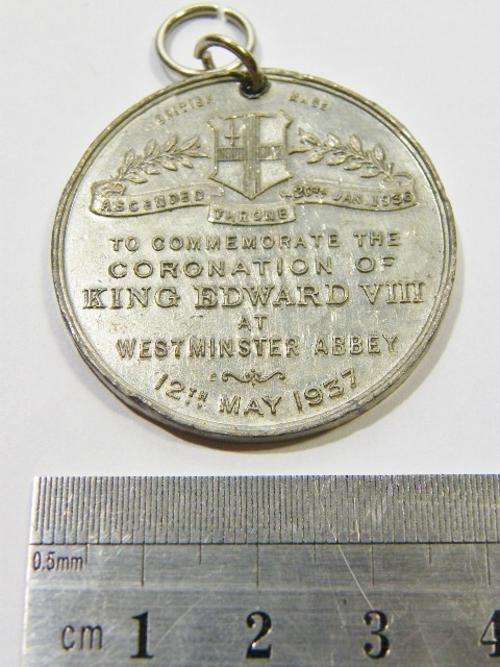 BRITISH MADE
ASCENDED THRONE 20TH JAN. 1936
TO COMMEMORATE THE
CORONATION OF
KING EDWARD VIII
AT
WESTMINSTER ABBEY
12TH MAY 1937
0.5mm
cm 1 2 3 4